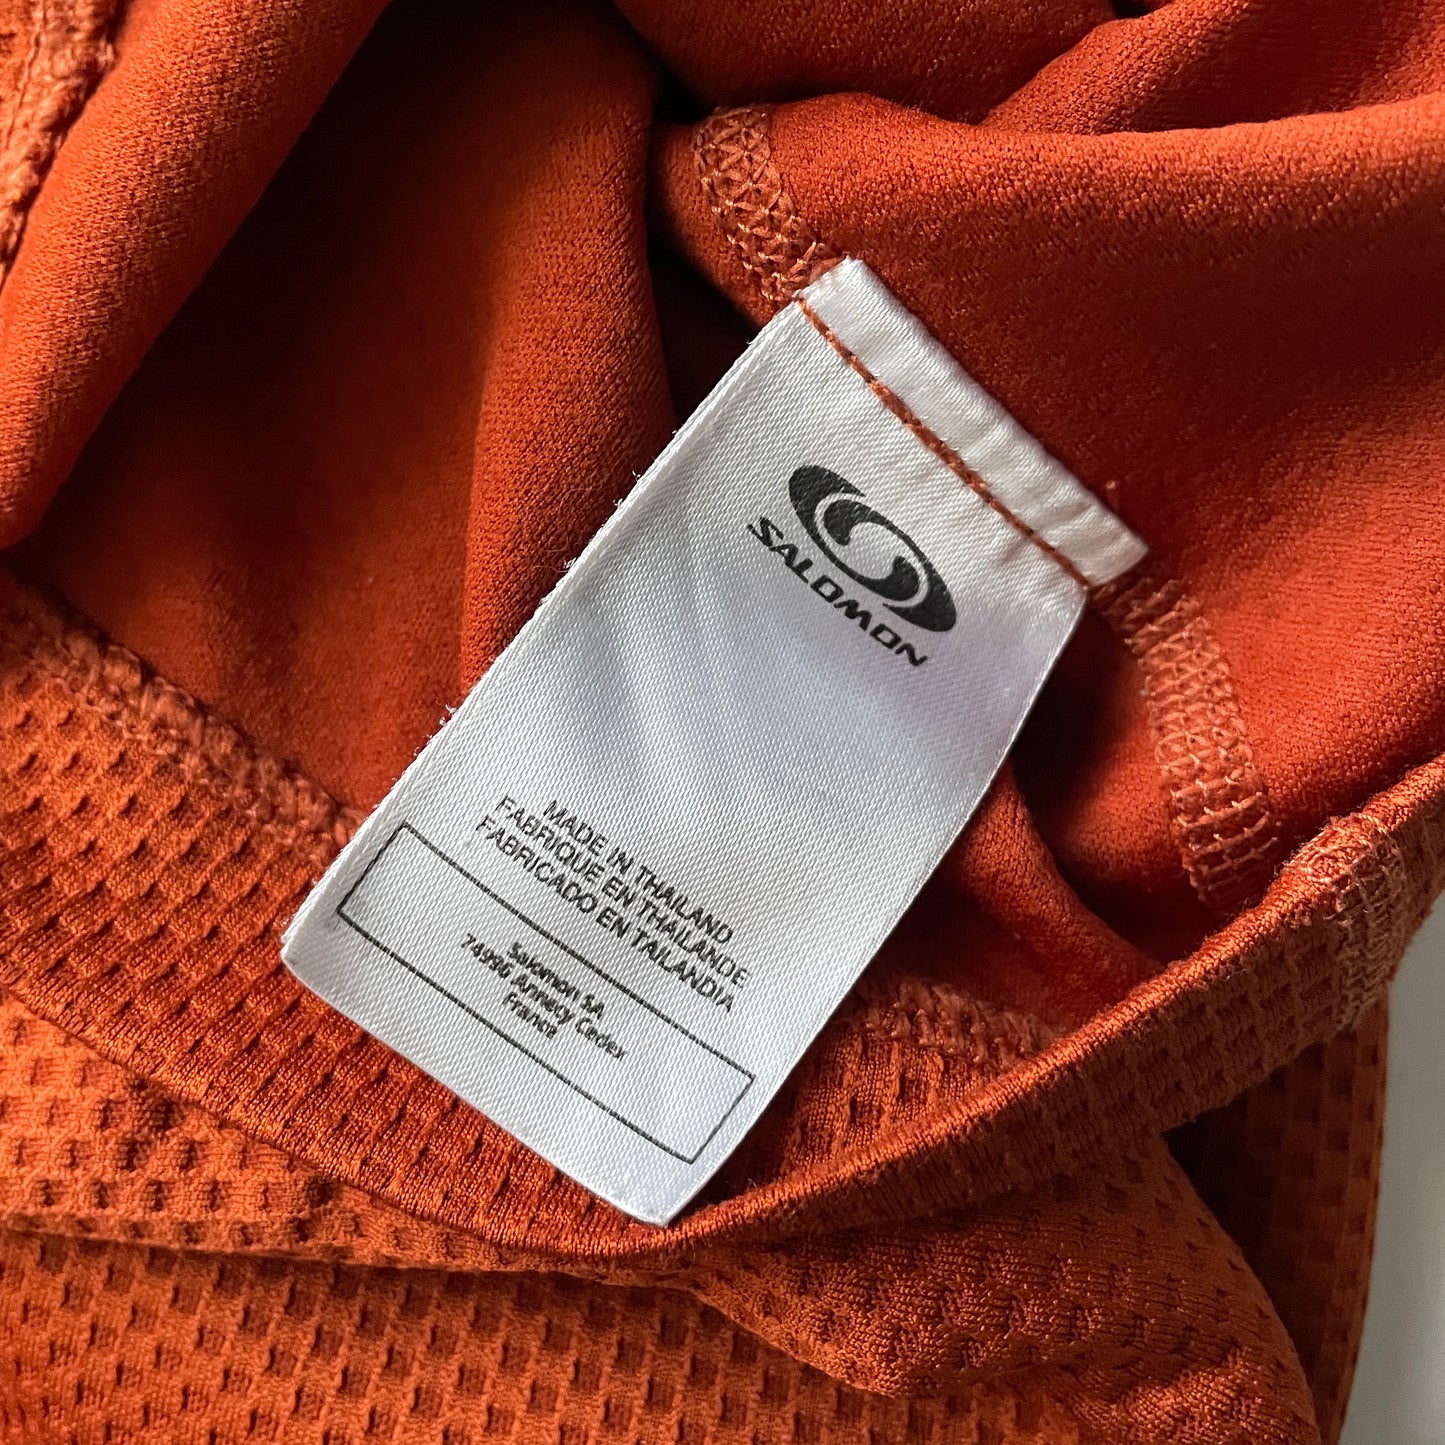 SALOMON
MADE IN THAILAND
FABRIQUE EN THAILANDE
FABRICADO EN TAILANDIA
Salomon SA
74996 Annecy Cedex
France